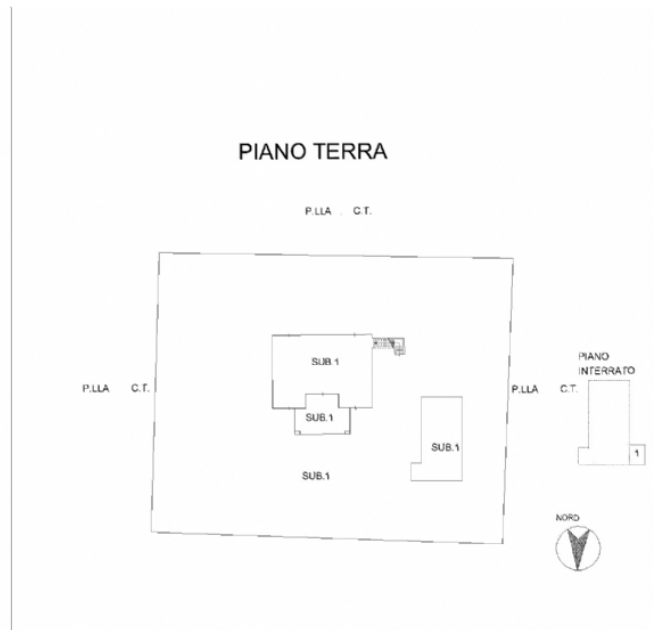 PIANO TERRA
P.LLA . C.T.
SUB.1
PIANO
INTERRATO
P.LLA C.T.
SUB.1
P.LLA C.T.
SUB.1
1
SUB.1
NORD